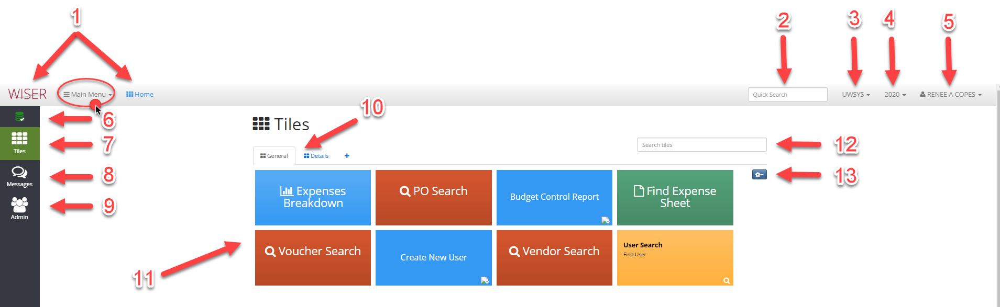 1
2
3
4
5
WISER
Main Menu
Home
Quick Search
UWSYS
2020
RENEE A COPES
6
10
Tiles
7
Tiles
Search tiles
12
General
Details
+
8
Messages
13
Expenses
Breakdown
PO Search
Budget Control Report
Find Expense
Sheet
9
Admin
11
Voucher Search
Create New User
Vendor Search
User Search
Find User